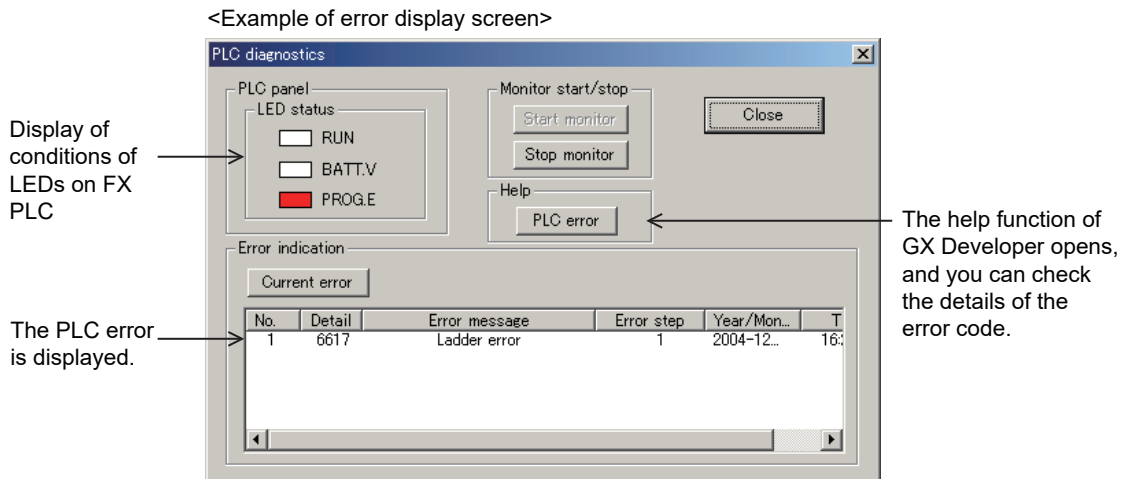 <Example of error display screen>
PLC diagnostics
PLC panel
LED status
RUN
BATT.V
PROG.E
Monitor start/stop
Start monitor
Stop monitor
Close
Help
PLC error
Display of
conditions of
LEDs on FX
PLC
The help function of
GX Developer opens,
and you can check
the details of the
error code.
Error indication
Current error
No. Detail Error message Error step Year/Mon... T
1 6617 Ladder error 1 2004-12...
The PLC error
is displayed.